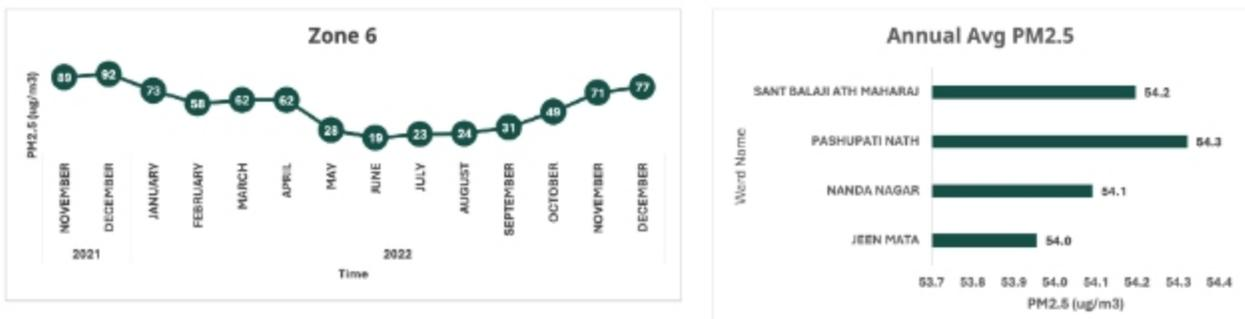 Zone 6
PM2.5 (ug/m3)
89 92 73 58 62 62 28 19 23 24 31 49 71 77
NOVEMBER DECEMBER JANUARY FEBRUARY MARCH APRIL MAY JUNE JULY AUGUST SEPTEMBER OCTOBER NOVEMBER DECEMBER
2021 2022
Time
Annual Avg PM2.5
Ward Name
SANT BALAJI ATH MAHARAJ 54.2
PASHUPATI NATH 54.3
NANDA NAGAR 54.1
JEEN MATA 54.0
53.7 53.8 53.9 54.0 54.1 54.2 54.3 54.4
PM2.5 (ug/m3)